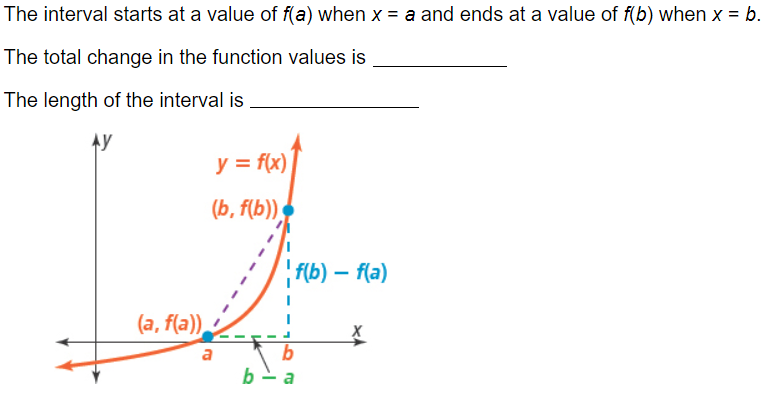 The interval starts at a value of f(a) when x = a and ends at a value of f(b) when x = b.
The total change in the function values is ____________
The length of the interval is _______________
y
y = f(x)
(b, f(b))
f(b) – f(a)
(a, f(a))
x
a
b
b – a